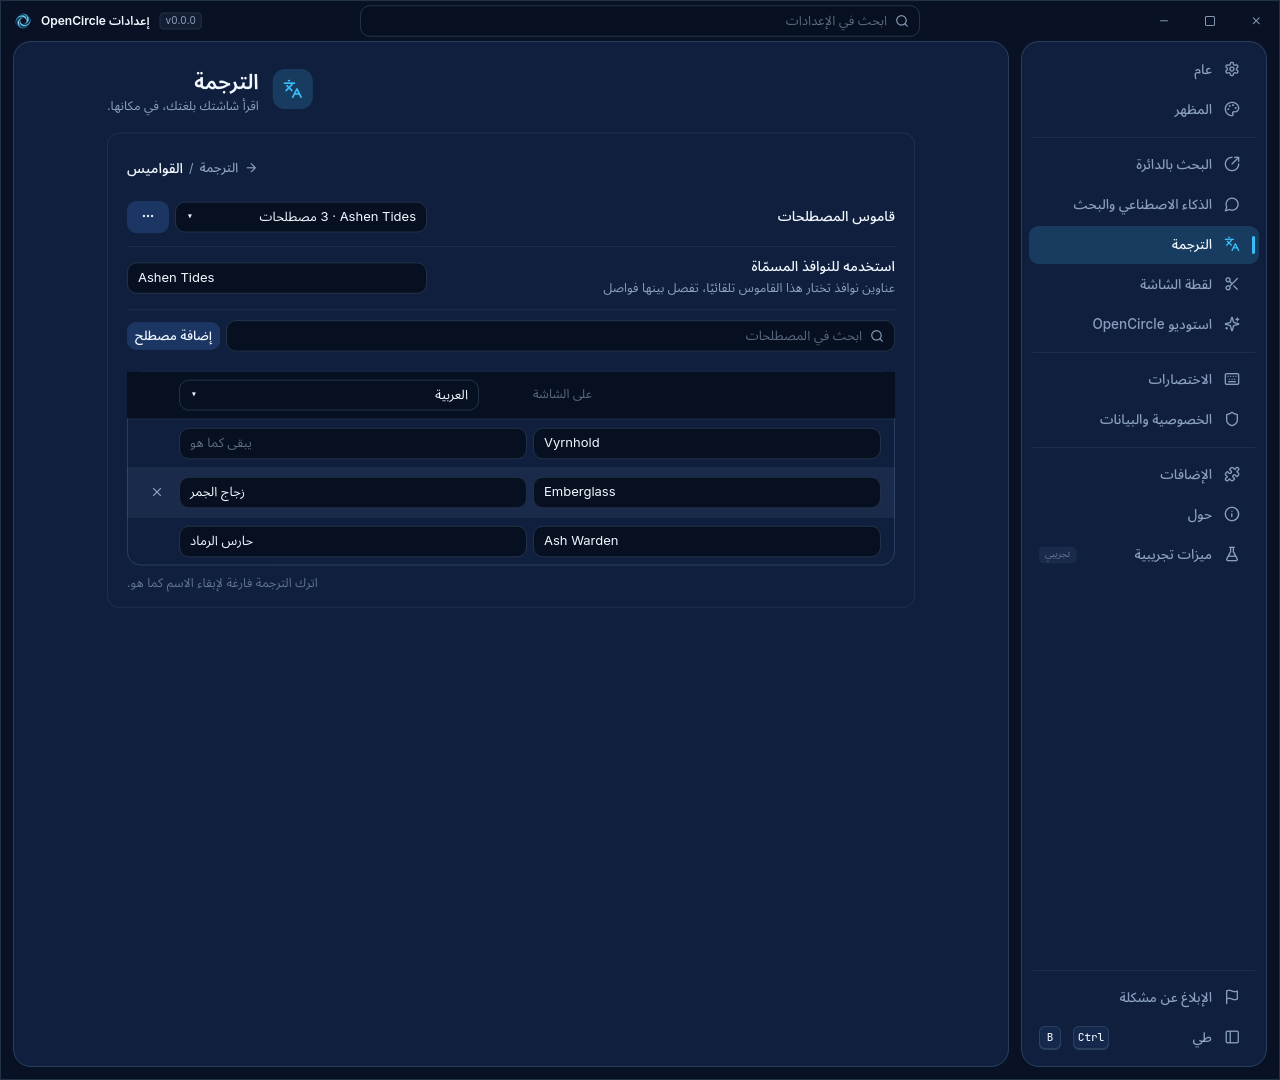 إعدادات OpenCircle
v0.0.0
ابحث في الإعدادات
عام
المظهر
البحث بالدائرة
الذكاء الاصطناعي والبحث
الترجمة
لقطة الشاشة
استوديو OpenCircle
الاختصارات
الخصوصية والبيانات
الإضافات
حول
ميزات تجريبية
تجريبي
الإبلاغ عن مشكلة
طي
Ctrl B
الترجمة
اقرأ شاشتك بلغتك، في مكانها.
الترجمة / القواميس
قاموس المصطلحات
Ashen Tides · 3 مصطلحات
استخدمه للنوافذ المسمّاة
عناوين نوافذ تختار هذا القاموس تلقائيًا، تفصل بينها فواصل
Ashen Tides
ابحث في المصطلحات
إضافة مصطلح
على الشاشة
العربية
Vyrnhold
يبقى كما هو
Emberglass
زجاج الجمر
Ash Warden
حارس الرماد
اترك الترجمة فارغة لإبقاء الاسم كما هو.